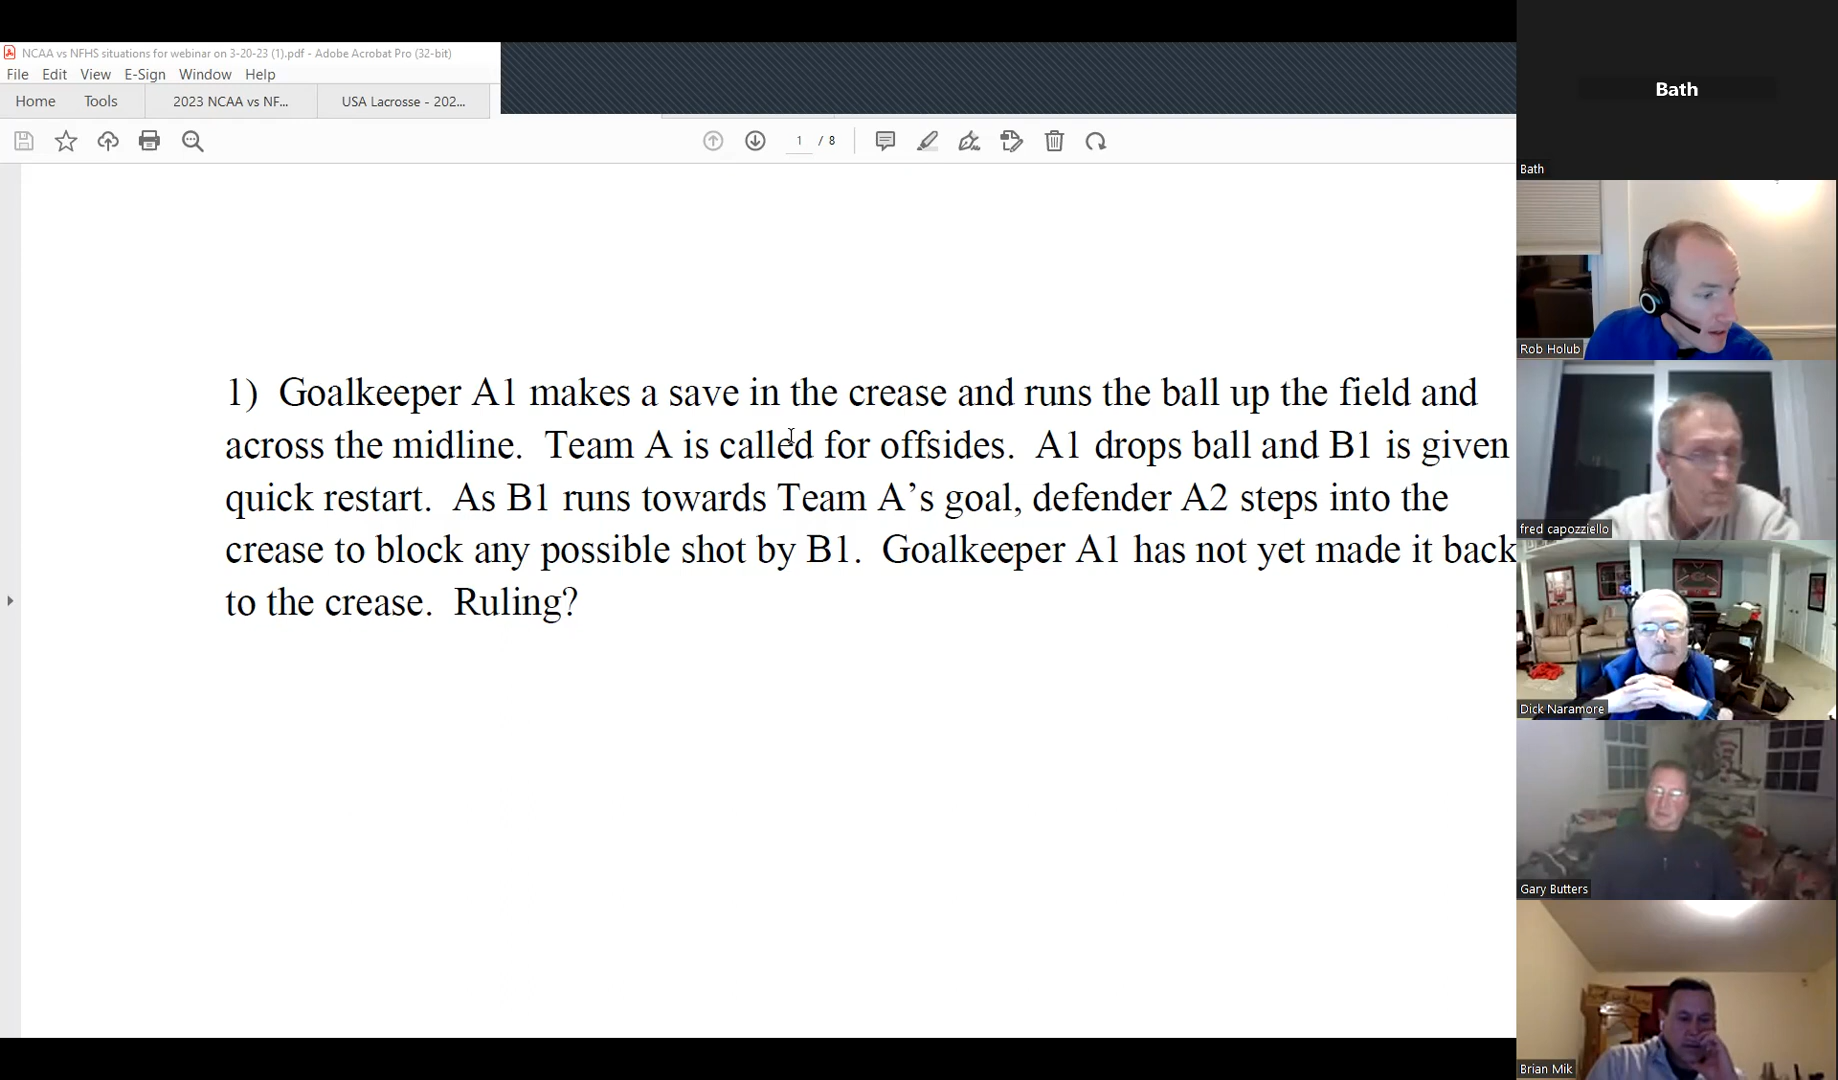 NCAA vs NFHS situations for webinar on 3-20-23 (1).pdf - Adobe Acrobat Pro (32-bit)
File Edit View E-Sign Window Help
Home Tools 2023 NCAA vs NF... USA Lacrosse - 202...
1 / 8
1) Goalkeeper A1 makes a save in the crease and runs the ball up the field and
across the midline. Team A is called for offsides. A1 drops ball and B1 is given
quick restart. As B1 runs towards Team A’s goal, defender A2 steps into the
crease to block any possible shot by B1. Goalkeeper A1 has not yet made it back
to the crease. Ruling?
Bath
Bath
Rob Holub
fred capozziello
Dick Naramore
Gary Butters
Brian Mik